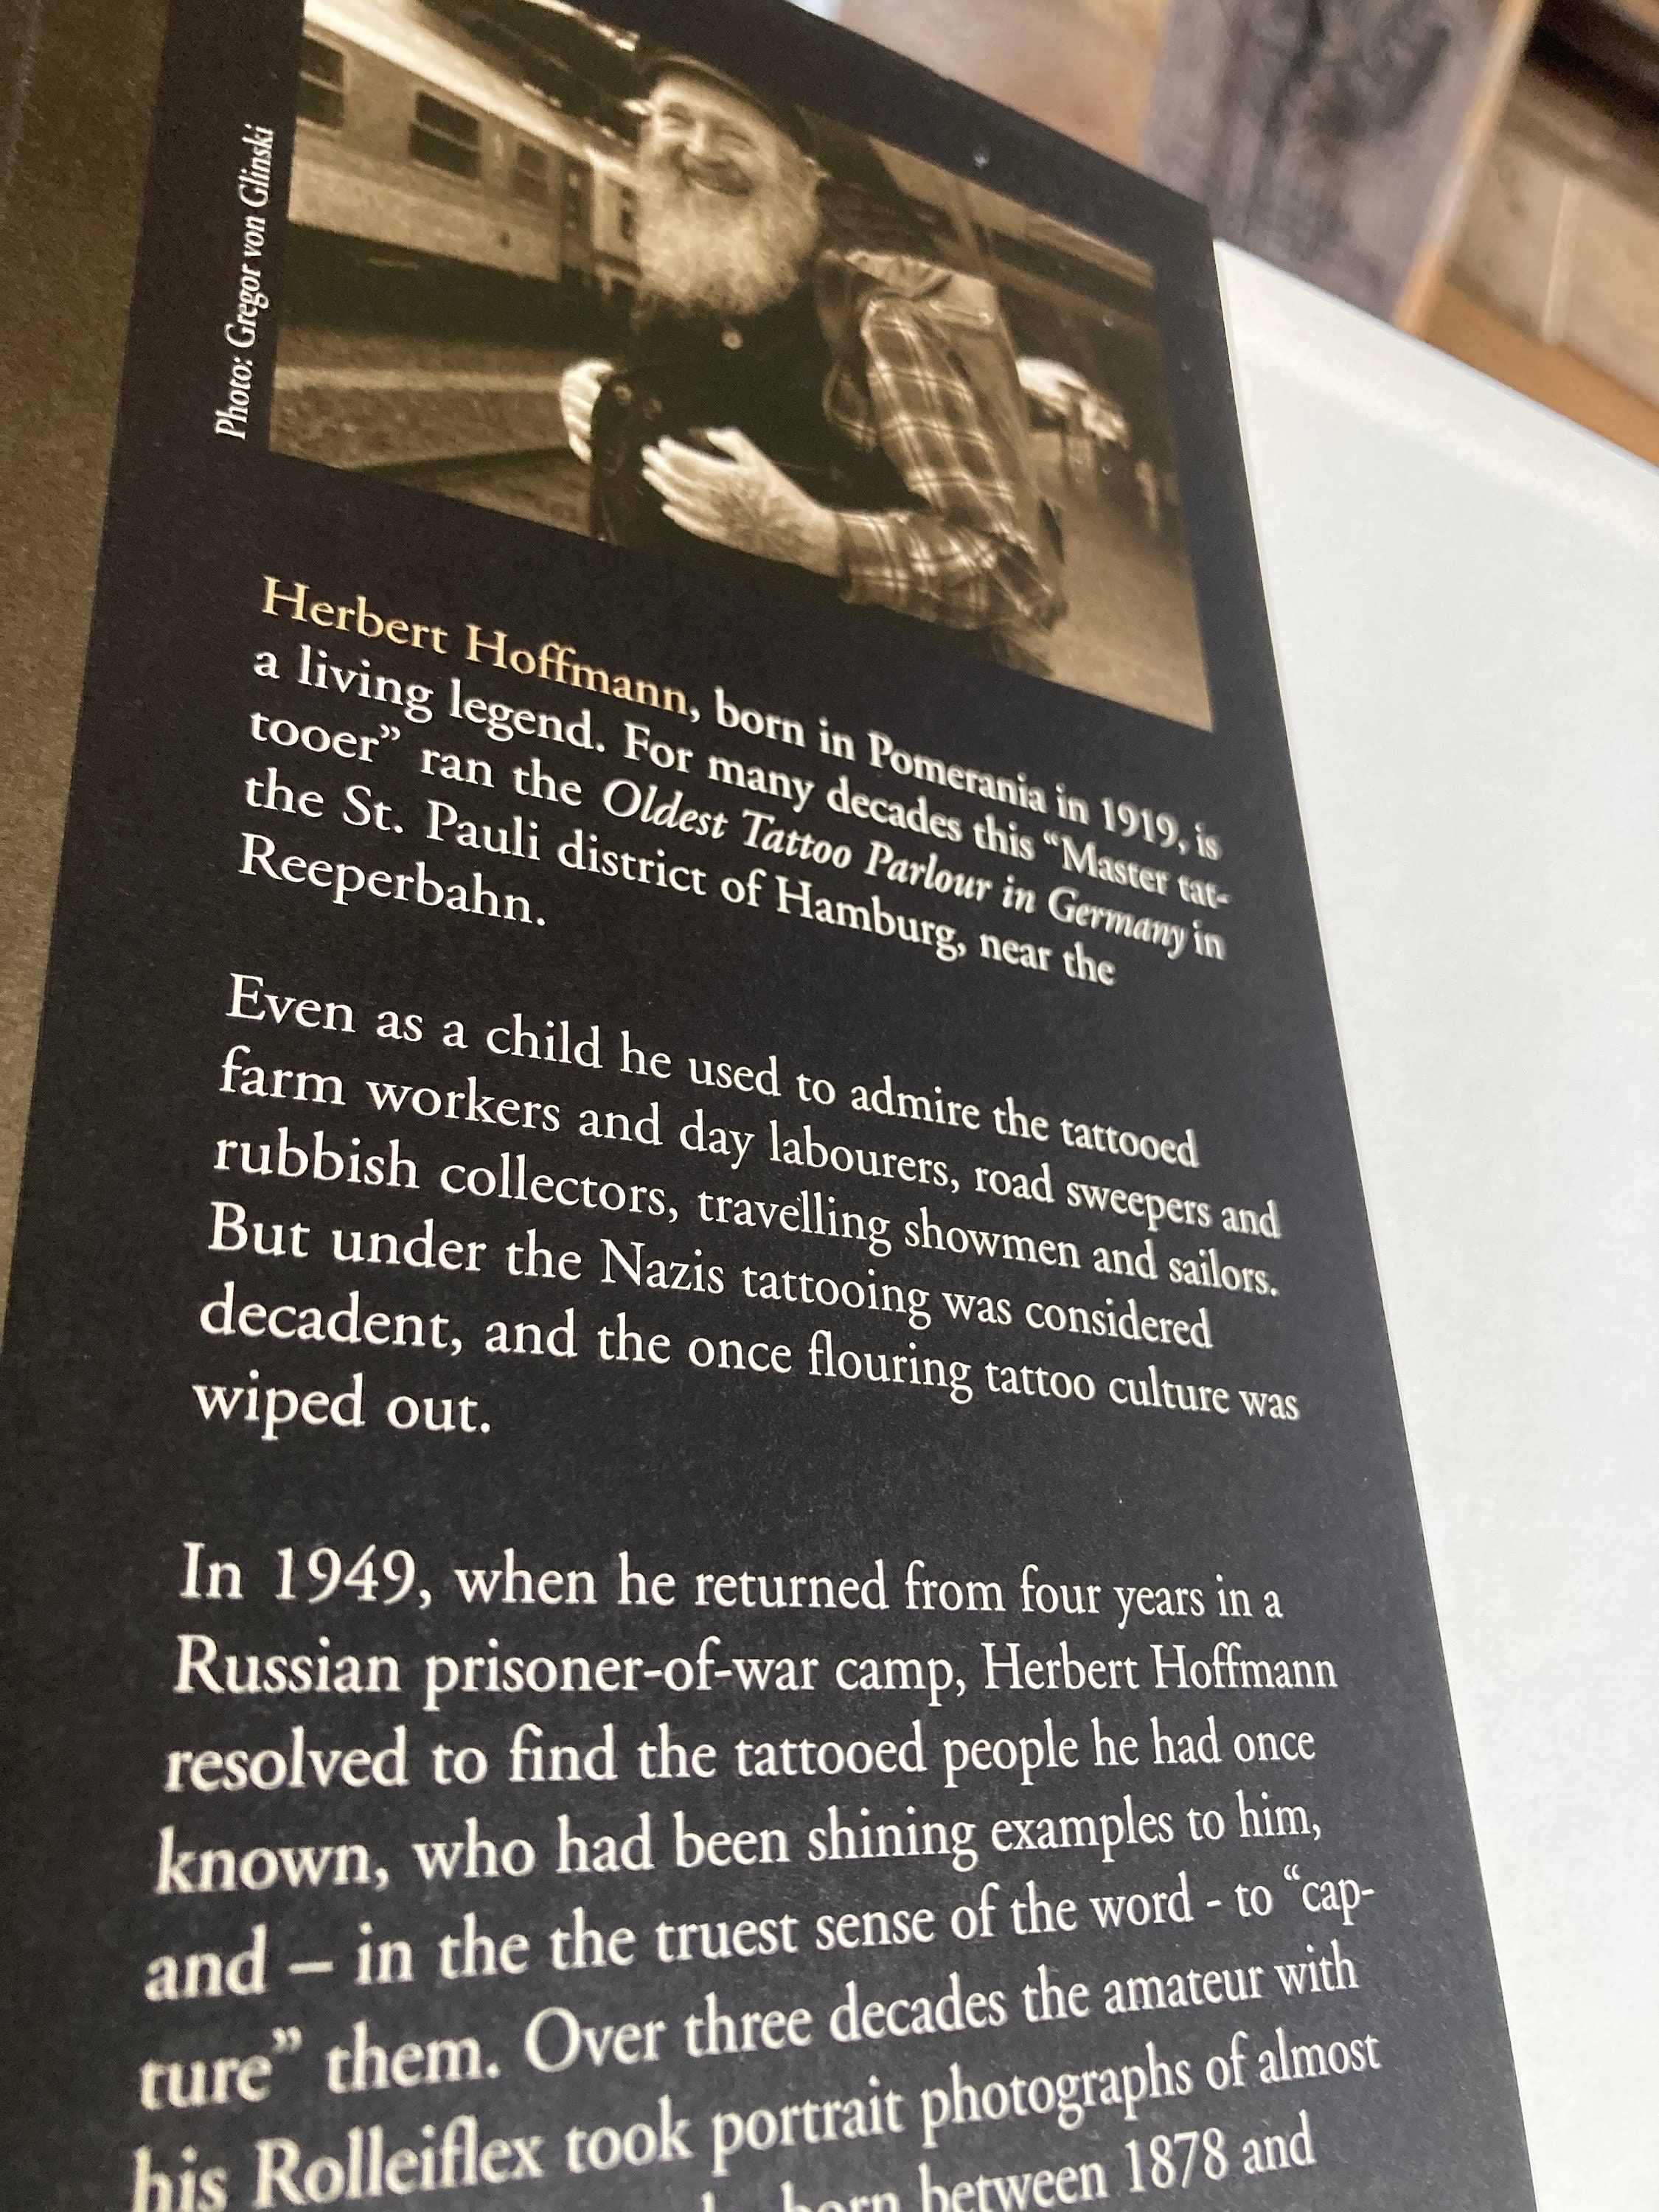 Photo: Gregor von Glinski
Herbert Hoffmann, born in Pomerania in 1919, is
a living legend. For many decades this “Master tat-
tooer” ran the Oldest Tattoo Parlour in Germany in
the St. Pauli district of Hamburg, near the
Reeperbahn.
Even as a child he used to admire the tattooed
farm workers and day labourers, road sweepers and
rubbish collectors, travelling showmen and sailors.
But under the Nazis tattooing was considered
decadent, and the once flouring tattoo culture was
wiped out.
In 1949, when he returned from four years in a
Russian prisoner-of-war camp, Herbert Hoffmann
resolved to find the tattooed people he had once
known, who had been shining examples to him,
and – in the the truest sense of the word - to “cap-
ture” them. Over three decades the amateur with
his Rolleiflex took portrait photographs of almost
born between 1878 and